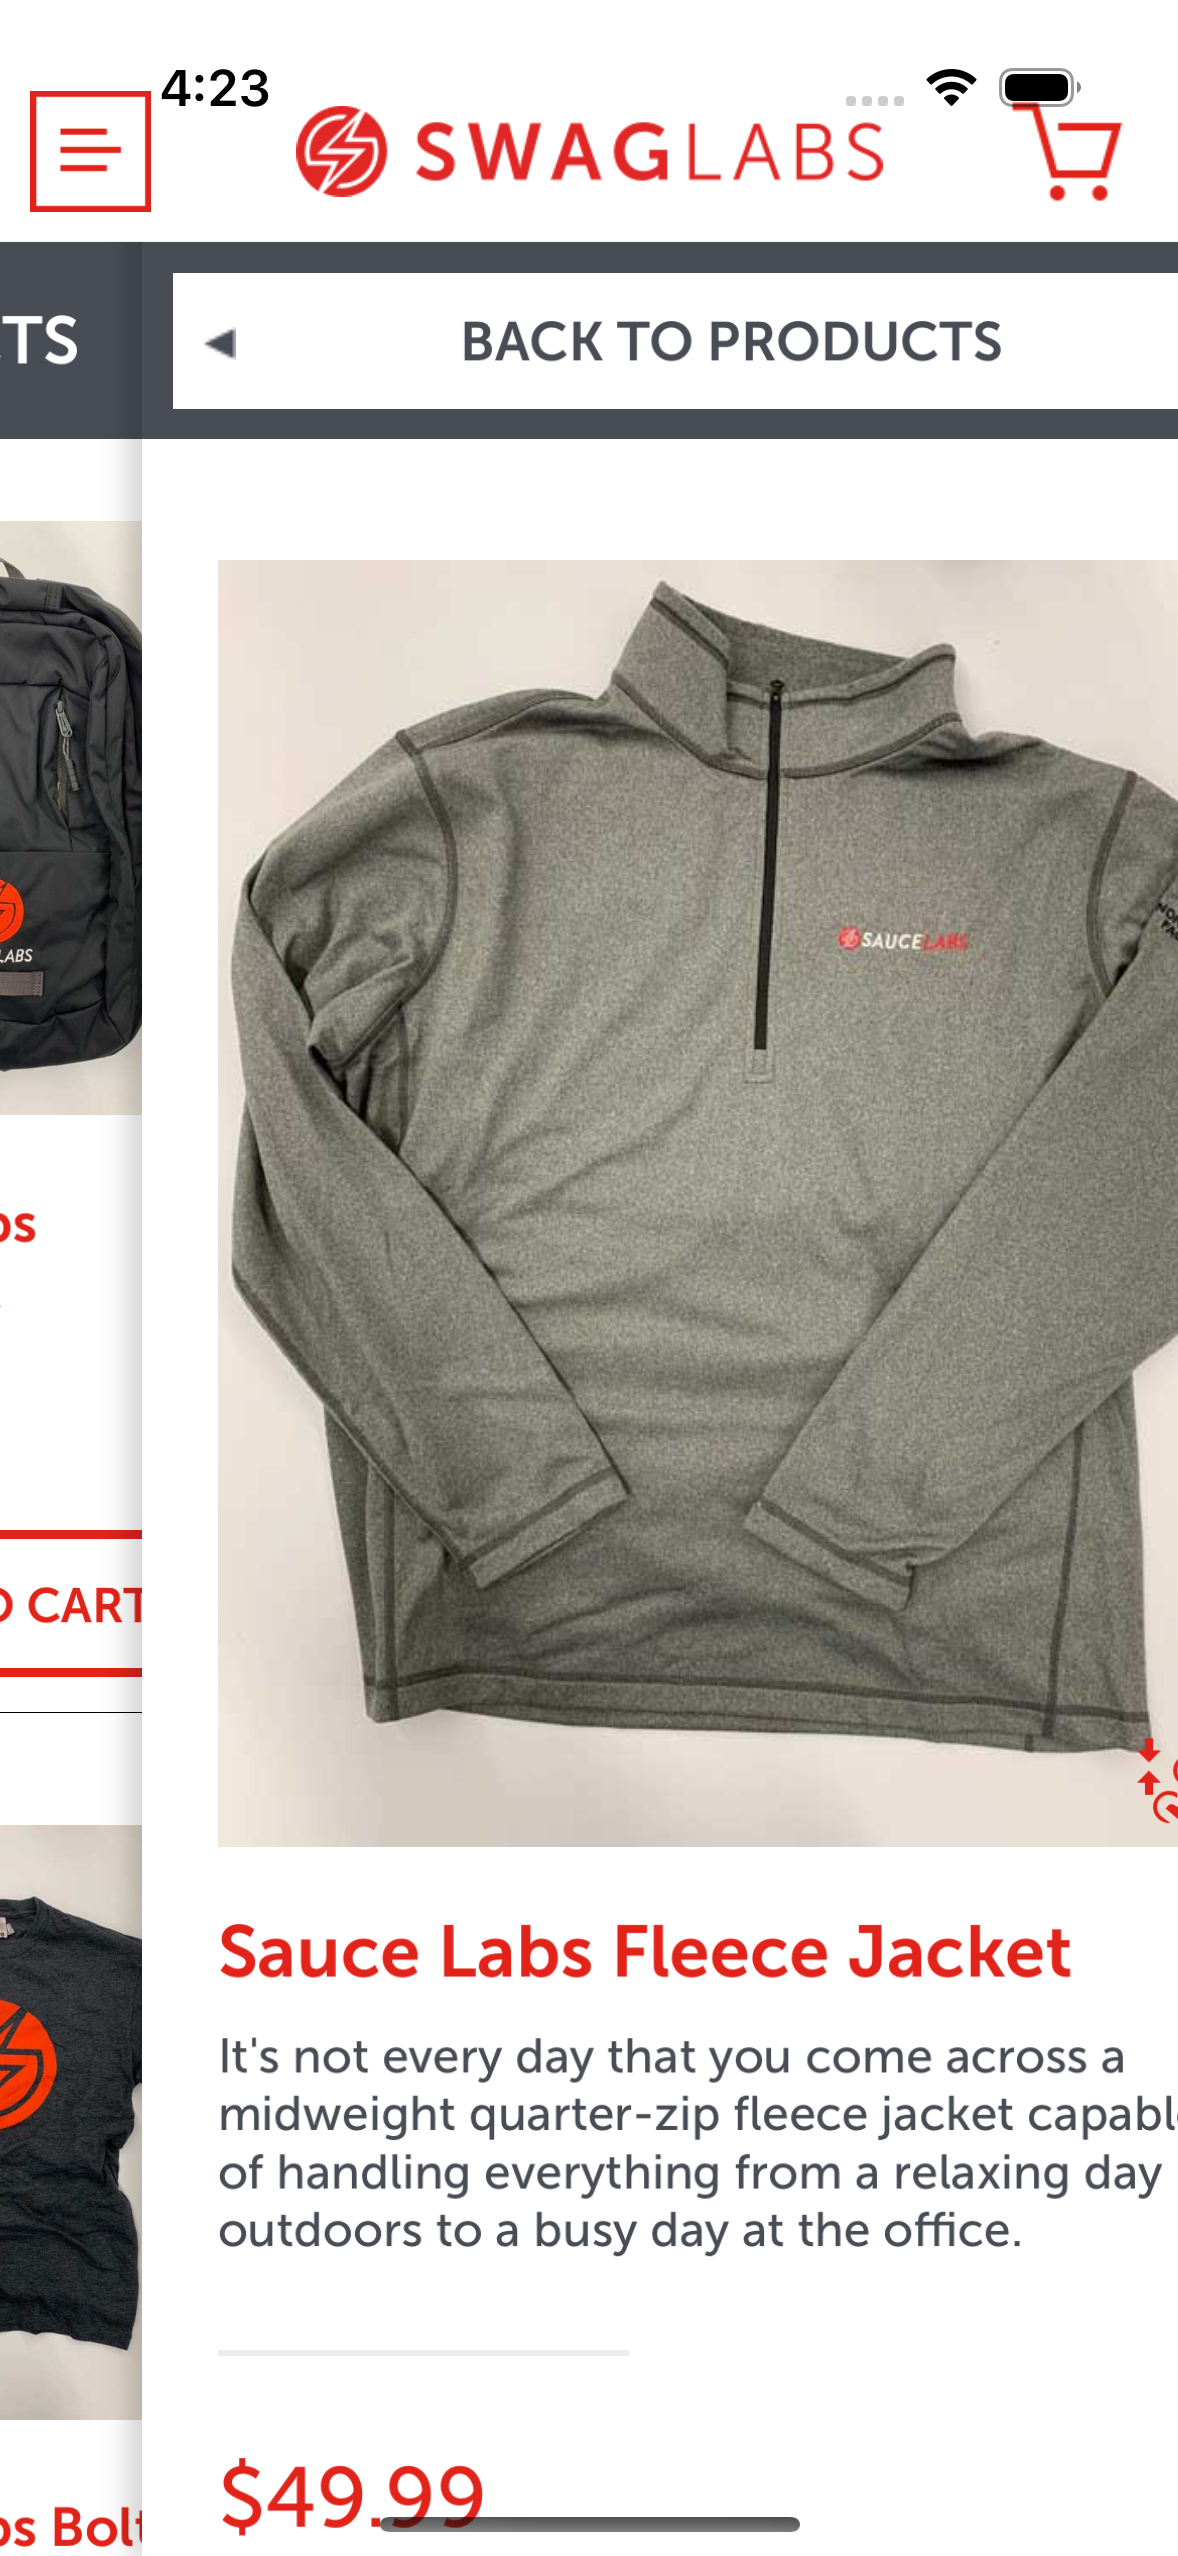 4:23
SWAGLABS
TS
BACK TO PRODUCTS
LABS
SAUCELABS
Sauce Labs Fleece Jacket
It's not every day that you come across a
midweight quarter-zip fleece jacket capabl
of handling everything from a relaxing day
outdoors to a busy day at the office.
$49.99
os
O CART
os Bolt